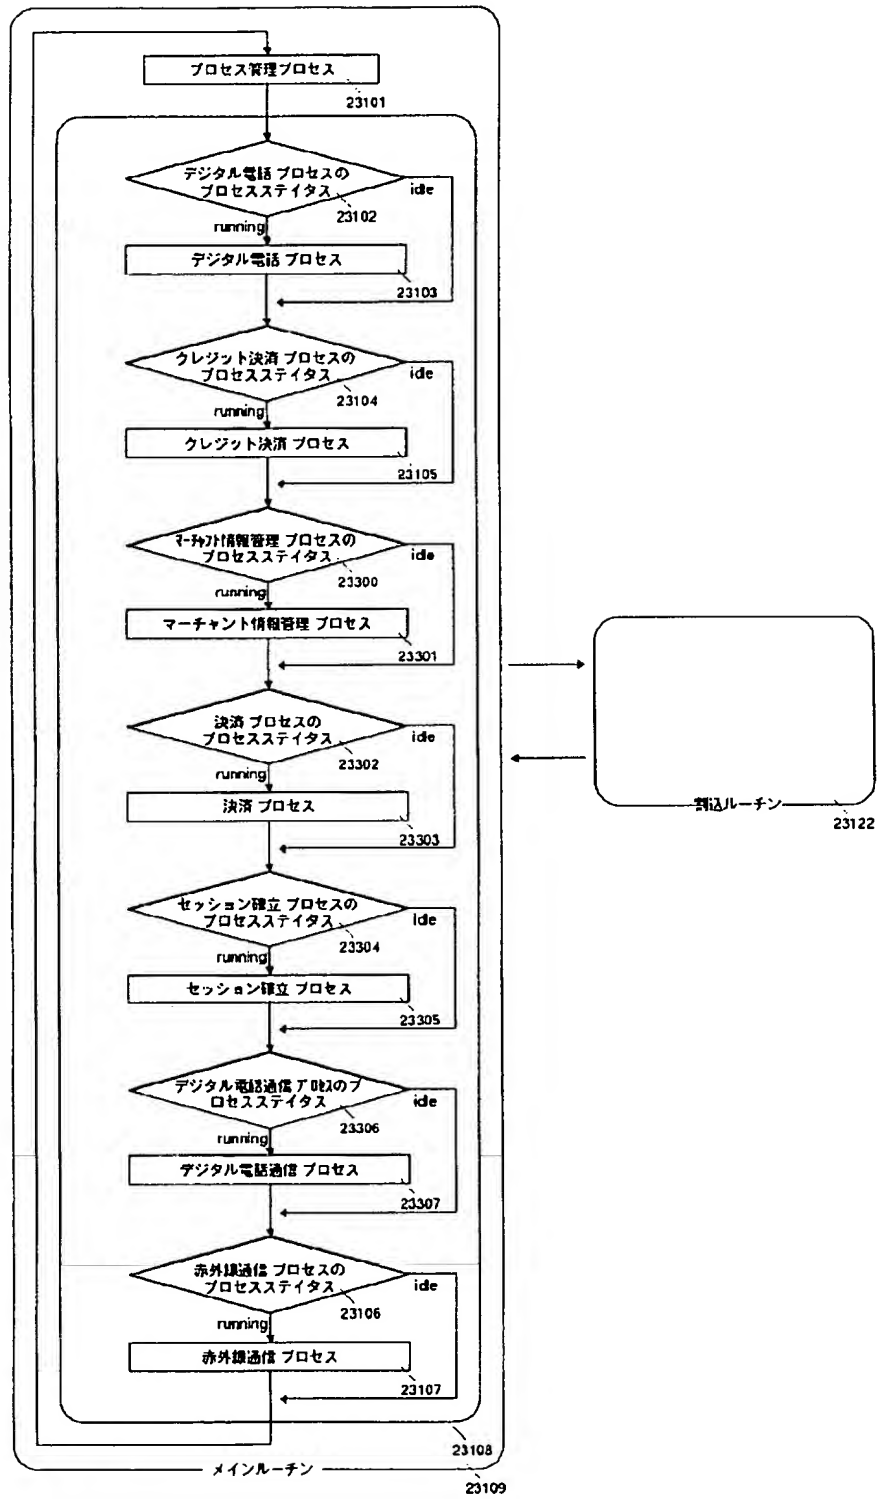 プロセス管理プロセス
23101
デジタル電話 プロセスの
プロセスステイタス
idle
23102
running
デジタル電話 プロセス
23103
クレジット決済 プロセスの
プロセスステイタス
idle
23104
running
クレジット決済 プロセス
23105
マーチャント情報管理 プロセスの
プロセスステイタス
idle
23300
running
マーチャント情報管理 プロセス
23301
決済 プロセスの
プロセスステイタス
idle
23302
running
決済 プロセス
23303
割込ルーチン
23122
セッション確立 プロセスの
プロセスステイタス
idle
23304
running
セッション確立 プロセス
23305
デジタル電話通信 プロセスのプ
ロセスステイタス
idle
23306
running
デジタル電話通信 プロセス
23307
赤外線通信 プロセスの
プロセスステイタス
idle
23106
running
赤外線通信 プロセス
23107
23108
メインルーチン
23109